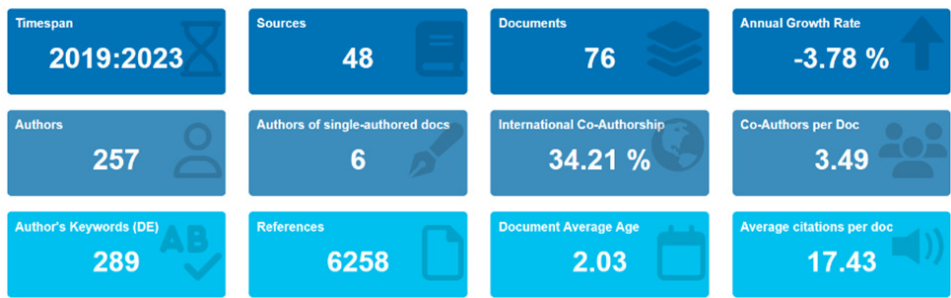 Timespan
2019:2023
Sources
48
Documents
76
Annual Growth Rate
-3.78 %
Authors
257
Authors of single-authored docs
6
International Co-Authorship
34.21 %
Co-Authors per Doc
3.49
Author's Keywords (DE)
289
AB
References
6258
Document Average Age
2.03
Average citations per doc
17.43